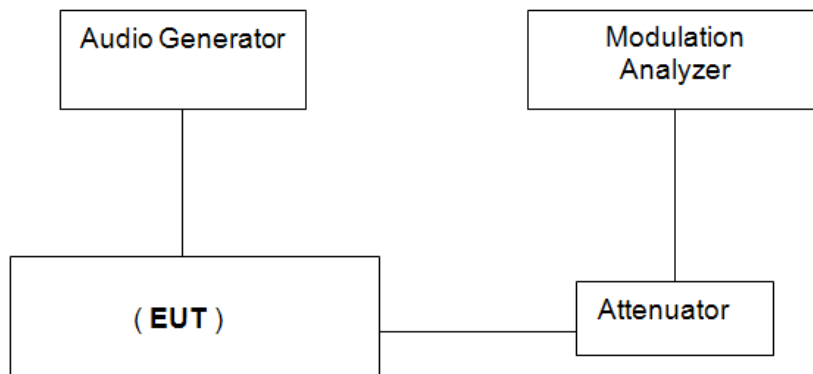 Audio Generator
Modulation
Analyzer
( EUT )
Attenuator